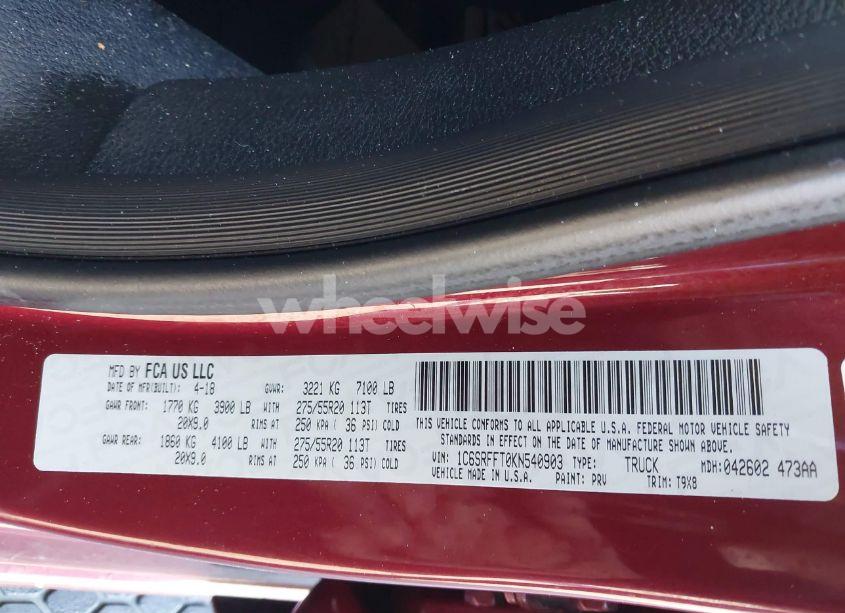 wheelwise
MFD BY FCA US LLC
DATE OF MFR(BUILT): 4-18 GVWR: 3221 KG 7100 LB
GAWR FRONT: 1770 KG 3900 LB WITH 275/55R20 113T TIRES
20X9.0 RIMS AT 250 KPA ( 36 PSI) COLD
GAWR REAR: 1860 KG 4100 LB WITH 275/55R20 113T TIRES
20X9.0 RIMS AT 250 KPA ( 36 PSI) COLD
THIS VEHICLE CONFORMS TO ALL APPLICABLE U.S.A. FEDERAL MOTOR VEHICLE SAFETY
STANDARDS IN EFFECT ON THE DATE OF MANUFACTURE SHOWN ABOVE.
VIN: 1C6SRFFT0KN540903 TYPE: TRUCK MDH: 042602 473AA
VEHICLE MADE IN U.S.A. PAINT: PRV TRIM: T9X8